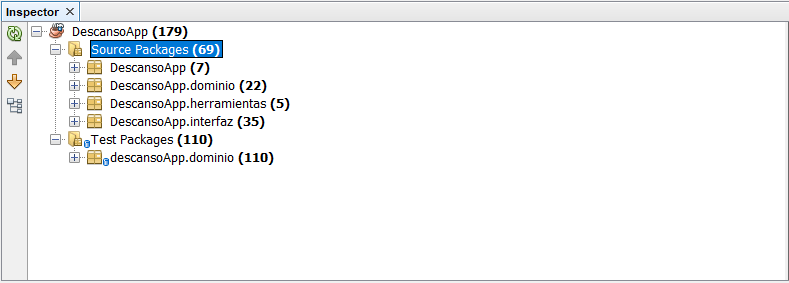 Inspector
DescansoApp (179)
Source Packages (69)
DescansoApp (7)
DescansoApp.dominio (22)
DescansoApp.herramientas (5)
DescansoApp.interfaz (35)
Test Packages (110)
descansoApp.dominio (110)